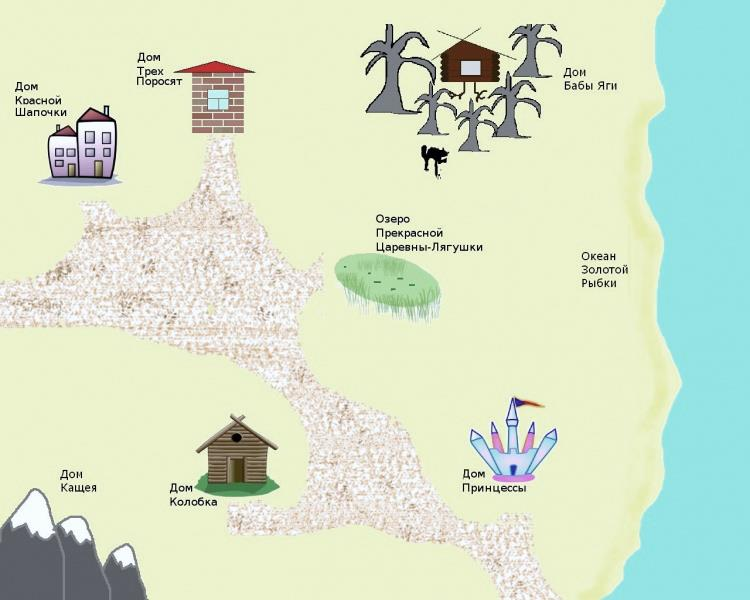 Дом
Трех
Поросят
Дом
Красной
Шапочки
Дом
Бабы Яги
Озеро
Прекрасной
Царевны-Лягушки
Океан
Золотой
Рыбки
Дом
Кащея
Дом
Колобка
Дом
Принцессы